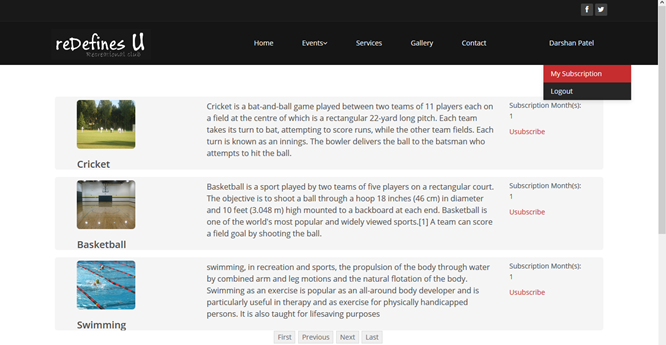 reDefines U
Recreational club
Home
Events
Services
Gallery
Contact
Darshan Patel
My Subscription
Logout
Cricket is a bat-and-ball game played between two teams of 11 players each on
a field at the centre of which is a rectangular 22-yard long pitch. Each team
takes its turn to bat, attempting to score runs, while the other team fields. Each
turn is known as an innings. The bowler delivers the ball to the batsman who
attempts to hit the ball.
Cricket
Subscription Month(s):
1
Usubscribe
Basketball is a sport played by two teams of five players on a rectangular court.
The objective is to shoot a ball through a hoop 18 inches (46 cm) in diameter
and 10 feet (3.048 m) high mounted to a backboard at each end. Basketball is
one of the world's most popular and widely viewed sports.[1] A team can score
a field goal by shooting the ball.
Basketball
Subscription Month(s):
1
Usubscribe
swimming, in recreation and sports, the propulsion of the body through water
by combined arm and leg motions and the natural flotation of the body.
Swimming as an exercise is popular as an all-around body developer and is
particularly useful in therapy and as exercise for physically handicapped
persons. It is also taught for lifesaving purposes
Swimming
Subscription Month(s):
1
Usubscribe
First
Previous
Next
Last